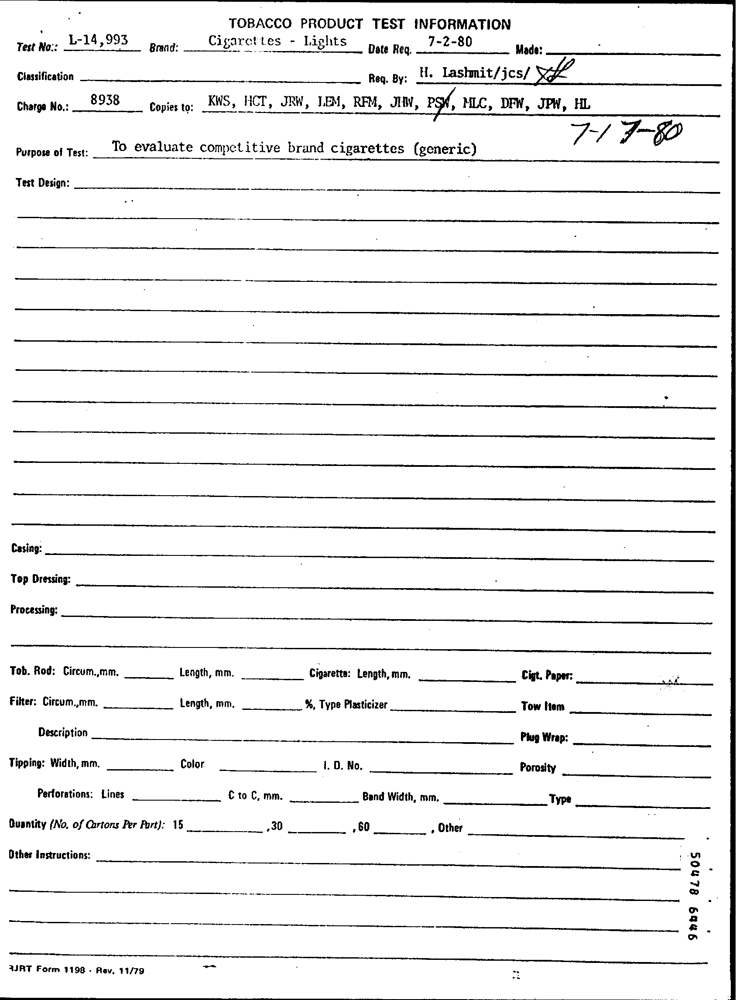 TOBACCO PRODUCT TEST INFORMATION
Test No.: L-14,993 Brand: Cigarettes - Lights Date Req. 7-2-80 Made:
Classification Req. By: H. Lashmit/jcs/
Charge No.: 8938 Copies to: KWS, HCT, JRW, LEM, RFM, JHW, PSW, MLC, DFW, JPW, HL
7-17-80
Purpose of Test: To evaluate competitive brand cigarettes (generic)
Test Design:
Casing:
Top Dressing:
Processing:
Tob. Rod: Circum.,mm. Length, mm. Cigarette: Length, mm. Cigt. Paper:
Filter: Circum.,mm. Length, mm. %, Type Plasticizer Tow Item
Description Plug Wrap:
Tipping: Width, mm. Color I. D. No. Porosity
Perforations: Lines C to C, mm. Band Width, mm. Type
Quantity (No. of Cartons Per Part): 15 ,30 ,60 , Other
Other Instructions:
50478 6446
RJRT Form 1198 - Rev. 11/79